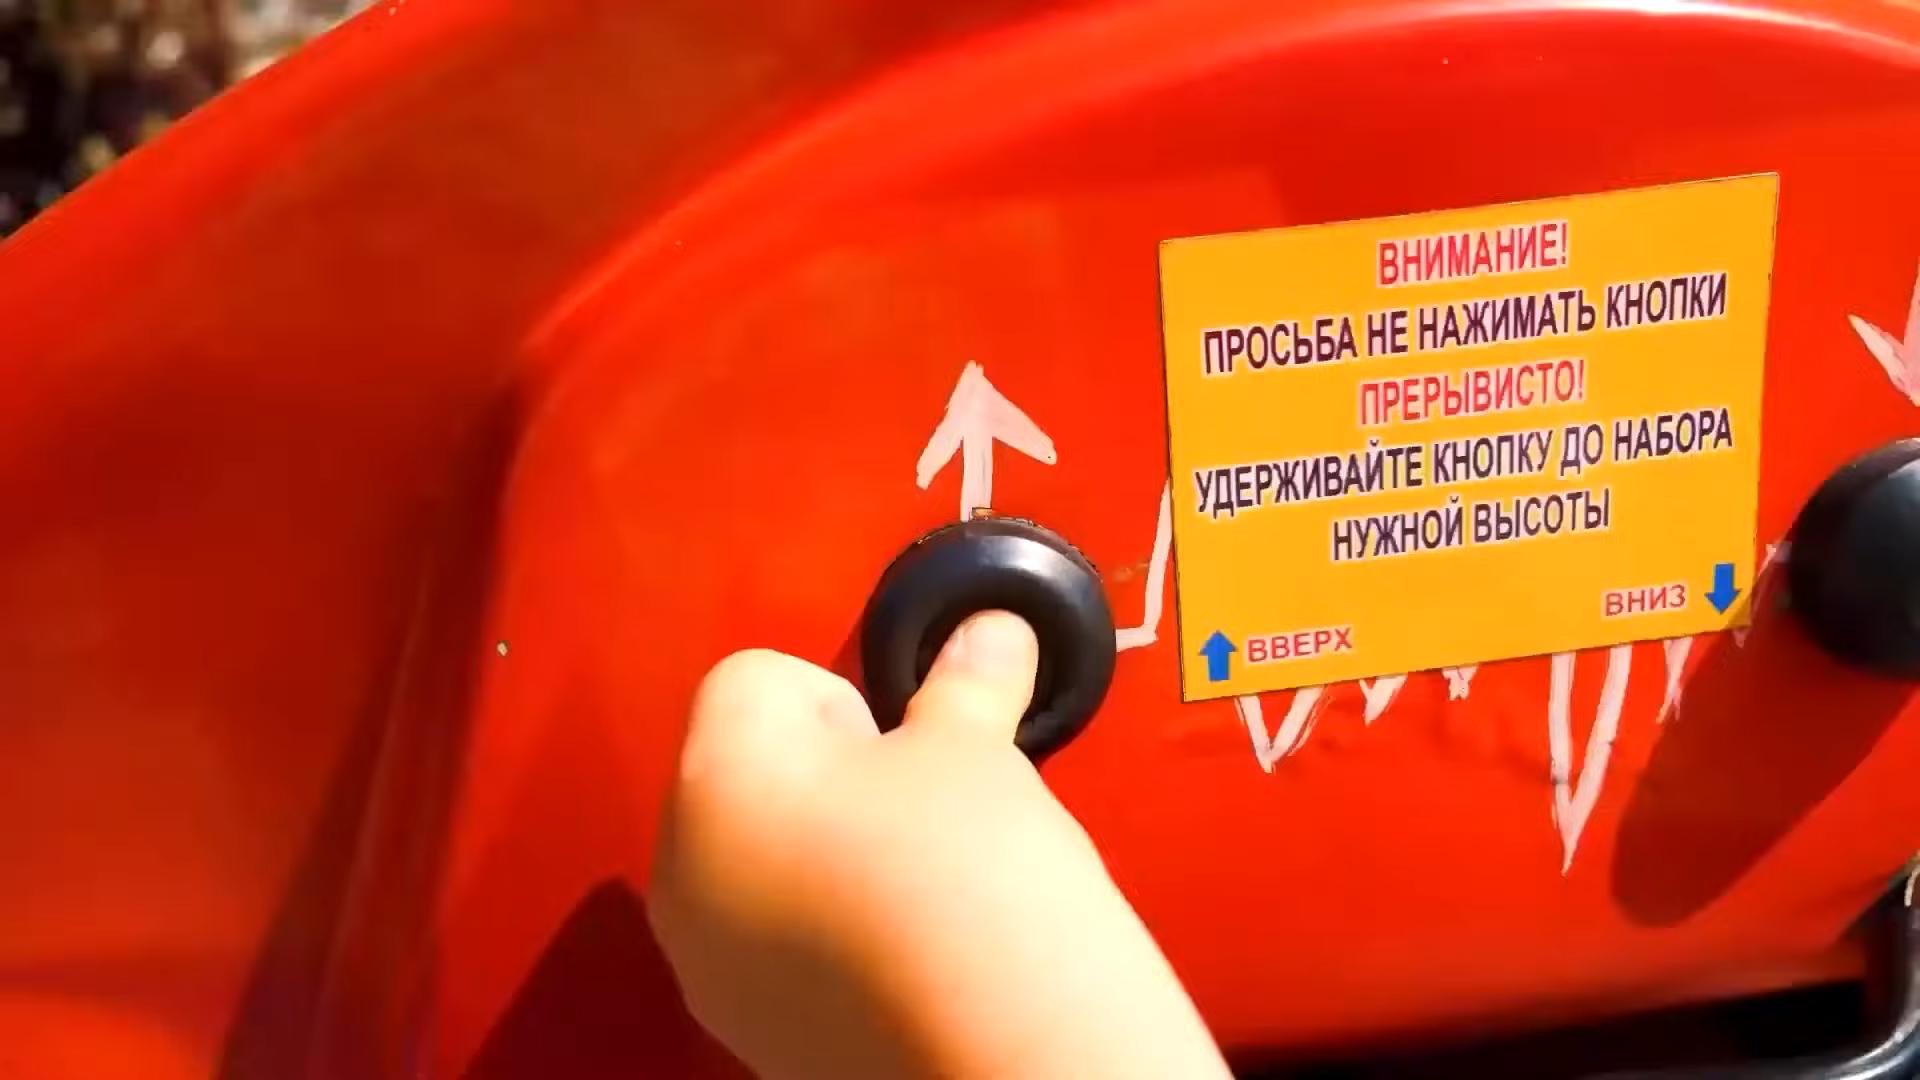 ВНИМАНИЕ!
ПРОСЬБА НЕ НАЖИМАТЬ КНОПКИ
ПРЕРЫВИСТО!
УДЕРЖИВАЙТЕ КНОПКУ ДО НАБОРА
НУЖНОЙ ВЫСОТЫ
ВНИЗ
ВВЕРХ